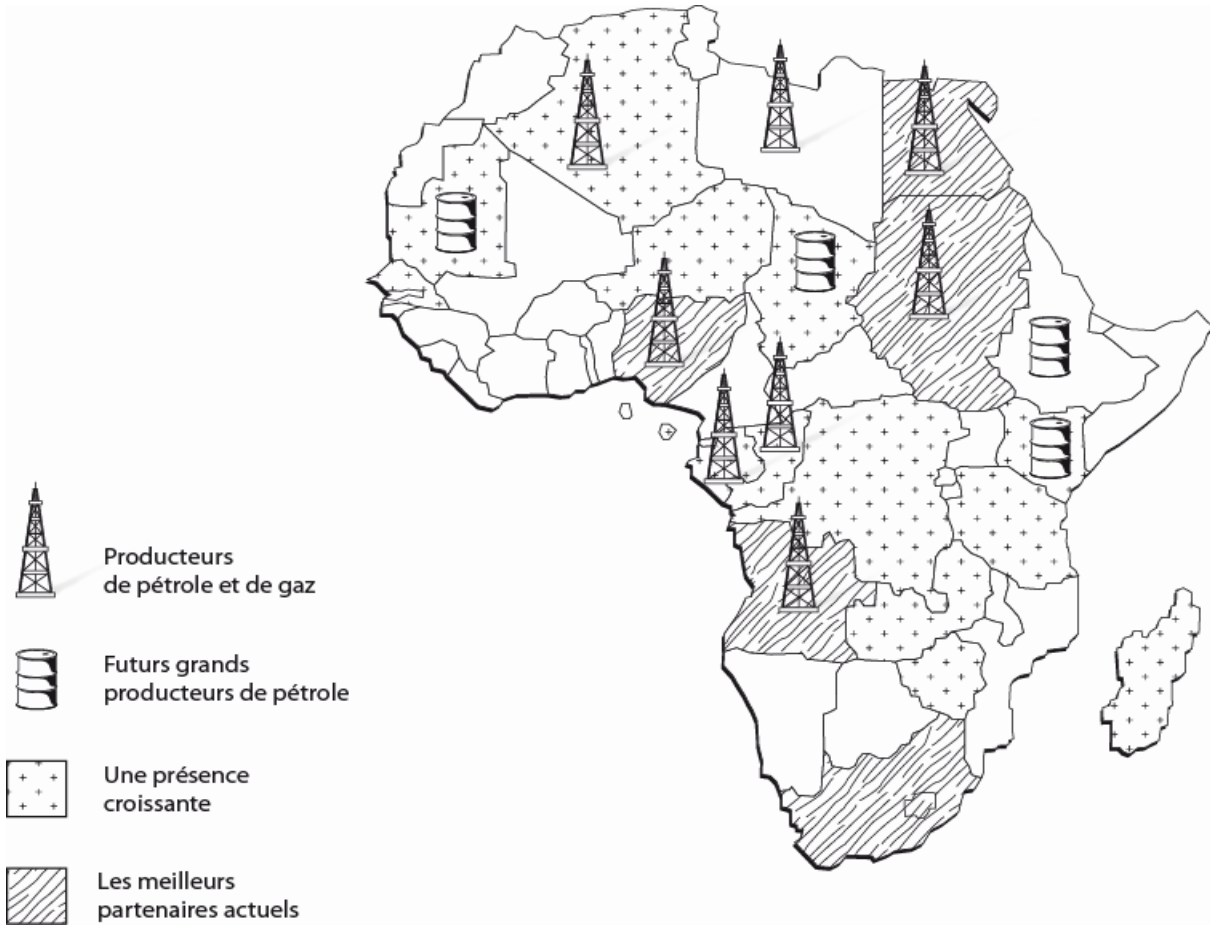 Producteurs
de pétrole et de gaz
Futurs grands
producteurs de pétrole
Une présence
croissante
Les meilleurs
partenaires actuels